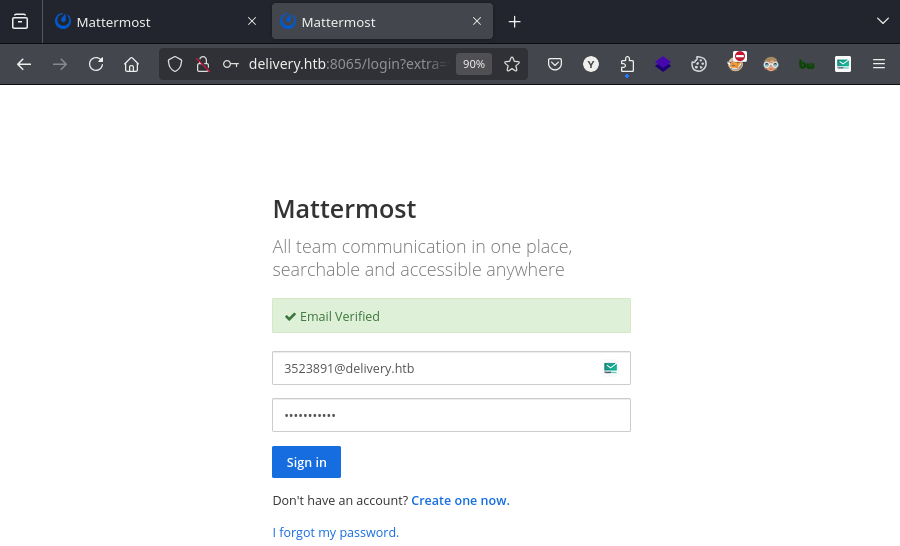 Mattermost
Mattermost
delivery.htb:8065/login?extra=
90%
Y
bw
Mattermost
All team communication in one place,
searchable and accessible anywhere
Email Verified
3523891@delivery.htb
•••••••••••
Sign in
Don't have an account? Create one now.
I forgot my password.